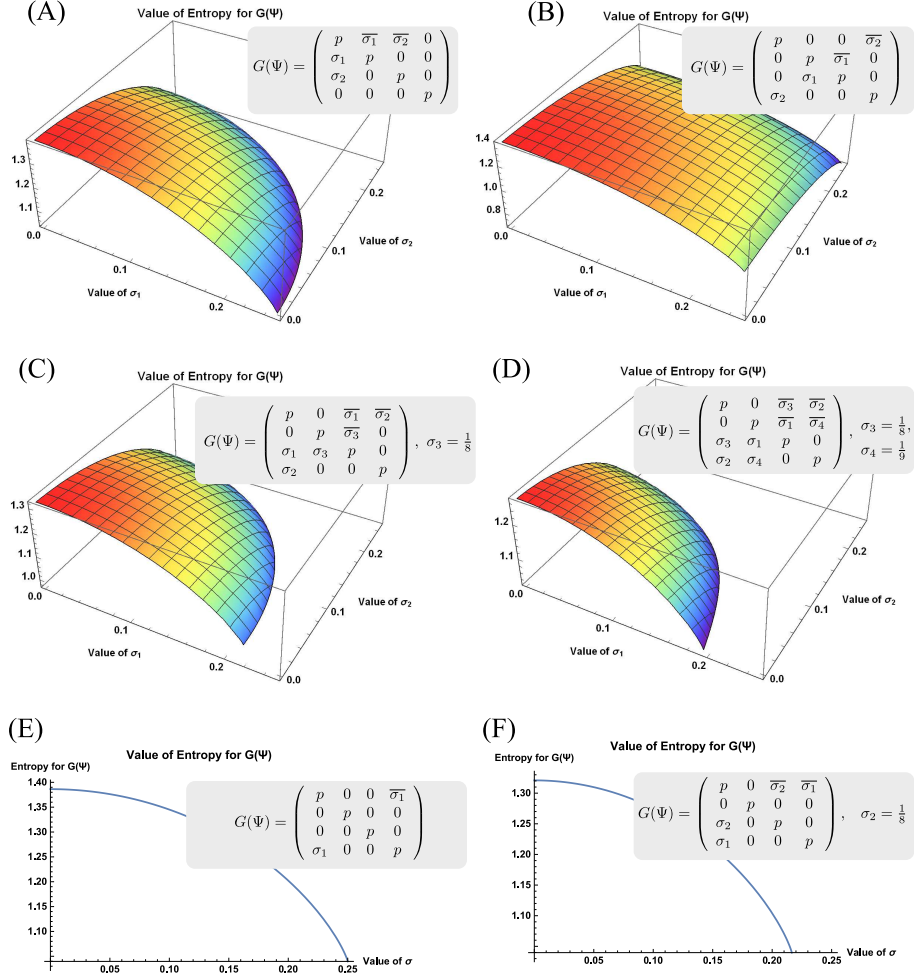 (A)
Value of Entropy for G(Ψ)
G(Ψ) = ( p σ̅₁ σ̅₂ 0
σ₁ p 0 0
σ₂ 0 p 0
0 0 0 p )
1.3
1.2
1.1
0.0
0.1
0.2
Value of σ₁
0.0
0.1
0.2
Value of σ₂
(B)
Value of Entropy for G(Ψ)
G(Ψ) = ( p 0 0 σ̅₂
0 p σ̅₁ 0
0 σ₁ p 0
σ₂ 0 0 p )
1.4
1.2
1.0
0.8
0.0
0.1
0.2
Value of σ₁
0.0
0.1
0.2
Value of σ₂
(C)
Value of Entropy for G(Ψ)
G(Ψ) = ( p 0 σ̅₁ σ̅₂
0 p σ̅₃ 0
σ₁ σ₃ p 0
σ₂ 0 0 p ) , σ₃ = 1/8
1.3
1.2
1.1
1.0
0.0
0.1
0.2
Value of σ₁
0.0
0.1
0.2
Value of σ₂
(D)
Value of Entropy for G(Ψ)
G(Ψ) = ( p 0 σ̅₃ σ̅₂
0 p σ̅₁ σ̅₄
σ₃ σ₁ p 0
σ₂ σ₄ 0 p ) , σ₃ = 1/8,
σ₄ = 1/9
1.2
1.1
1.0
0.0
0.1
0.2
Value of σ₁
0.0
0.1
0.2
Value of σ₂
(E)
Value of Entropy for G(Ψ)
Entropy for G(Ψ)
G(Ψ) = ( p 0 0 σ̅₁
0 p 0 0
0 0 p 0
σ₁ 0 0 p )
1.40
1.35
1.30
1.25
1.20
1.15
1.10
0.05
0.10
0.15
0.20
0.25
Value of σ
(F)
Value of Entropy for G(Ψ)
Entropy for G(Ψ)
G(Ψ) = ( p 0 σ̅₂ σ̅₁
0 p 0 0
σ₂ 0 p 0
σ₁ 0 0 p ) , σ₂ = 1/8
1.30
1.25
1.20
1.15
1.10
0.05
0.10
0.15
0.20
0.25
Value of σ